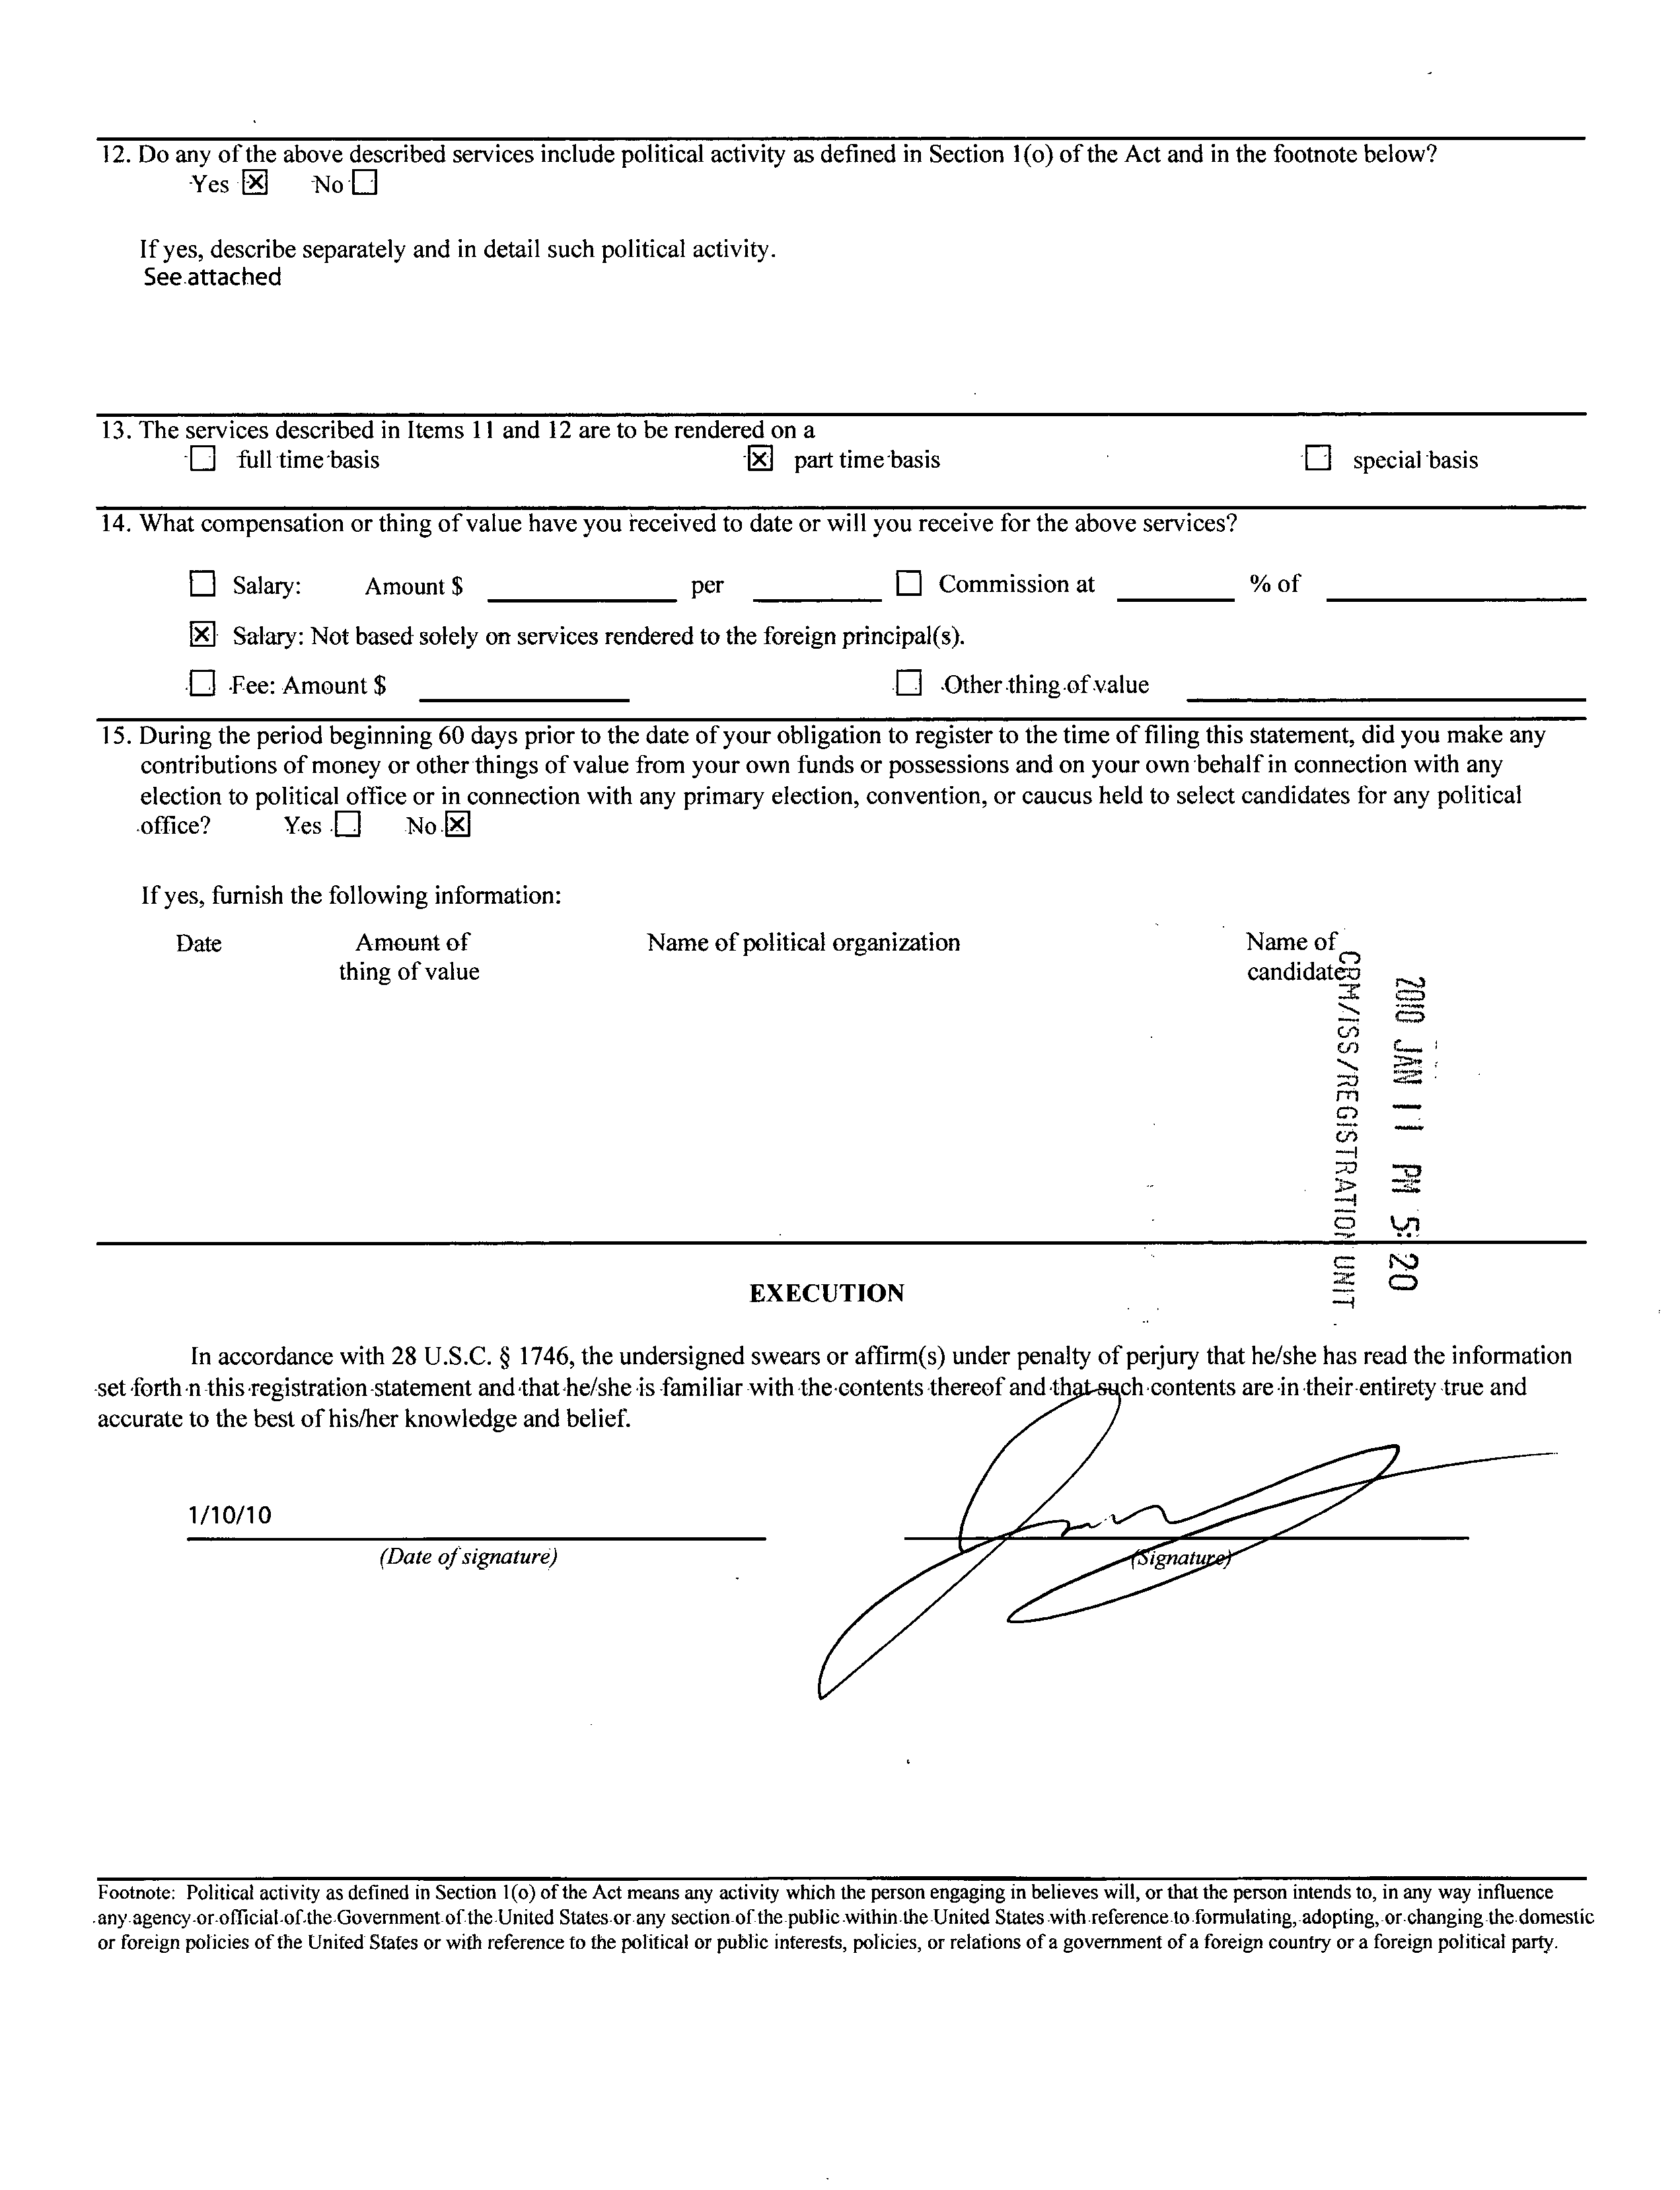 12. Do any of the above described services include political activity as defined in Section 1(o) of the Act and in the footnote below?
Yes ☒ No ☐
If yes, describe separately and in detail such political activity.
See attached
13. The services described in Items 11 and 12 are to be rendered on a
☐ full time basis ☒ part time basis ☐ special basis
14. What compensation or thing of value have you received to date or will you receive for the above services?
☐ Salary: Amount $ ____ per ____ ☐ Commission at ____ % of ____
☒ Salary: Not based solely on services rendered to the foreign principal(s).
☐ Fee: Amount $ ____ ☐ Other thing of value ____
15. During the period beginning 60 days prior to the date of your obligation to register to the time of filing this statement, did you make any
contributions of money or other things of value from your own funds or possessions and on your own behalf in connection with any
election to political office or in connection with any primary election, convention, or caucus held to select candidates for any political
office? Yes ☐ No ☒
If yes, furnish the following information:
Date Amount of Name of political organization Name of
thing of value candidate
2010 JAN 11 PM 5:20
CRM/ISS/REGISTRATION UNIT
EXECUTION
In accordance with 28 U.S.C. § 1746, the undersigned swears or affirm(s) under penalty of perjury that he/she has read the information
set forth n this registration statement and that he/she is familiar with the contents thereof and that such contents are in their entirety true and
accurate to the best of his/her knowledge and belief.
1/10/10
(Date of signature) (Signature)
Footnote: Political activity as defined in Section 1(o) of the Act means any activity which the person engaging in believes will, or that the person intends to, in any way influence
any agency or official of the Government of the United States or any section of the public within the United States with reference to formulating, adopting, or changing the domestic
or foreign policies of the United States or with reference to the political or public interests, policies, or relations of a government of a foreign country or a foreign political party.